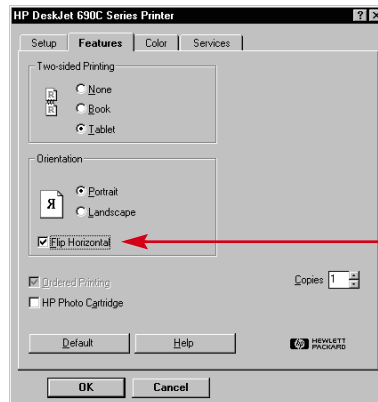 HP DeskJet 690C Series Printer
Setup Features Color Services
Two-sided Printing
None
Book
Tablet
Orientation
Portrait
Landscape
Flip Horizontal
Ordered Printing
Copies 1
HP Photo Cartridge
Default Help
HEWLETT
PACKARD
OK Cancel